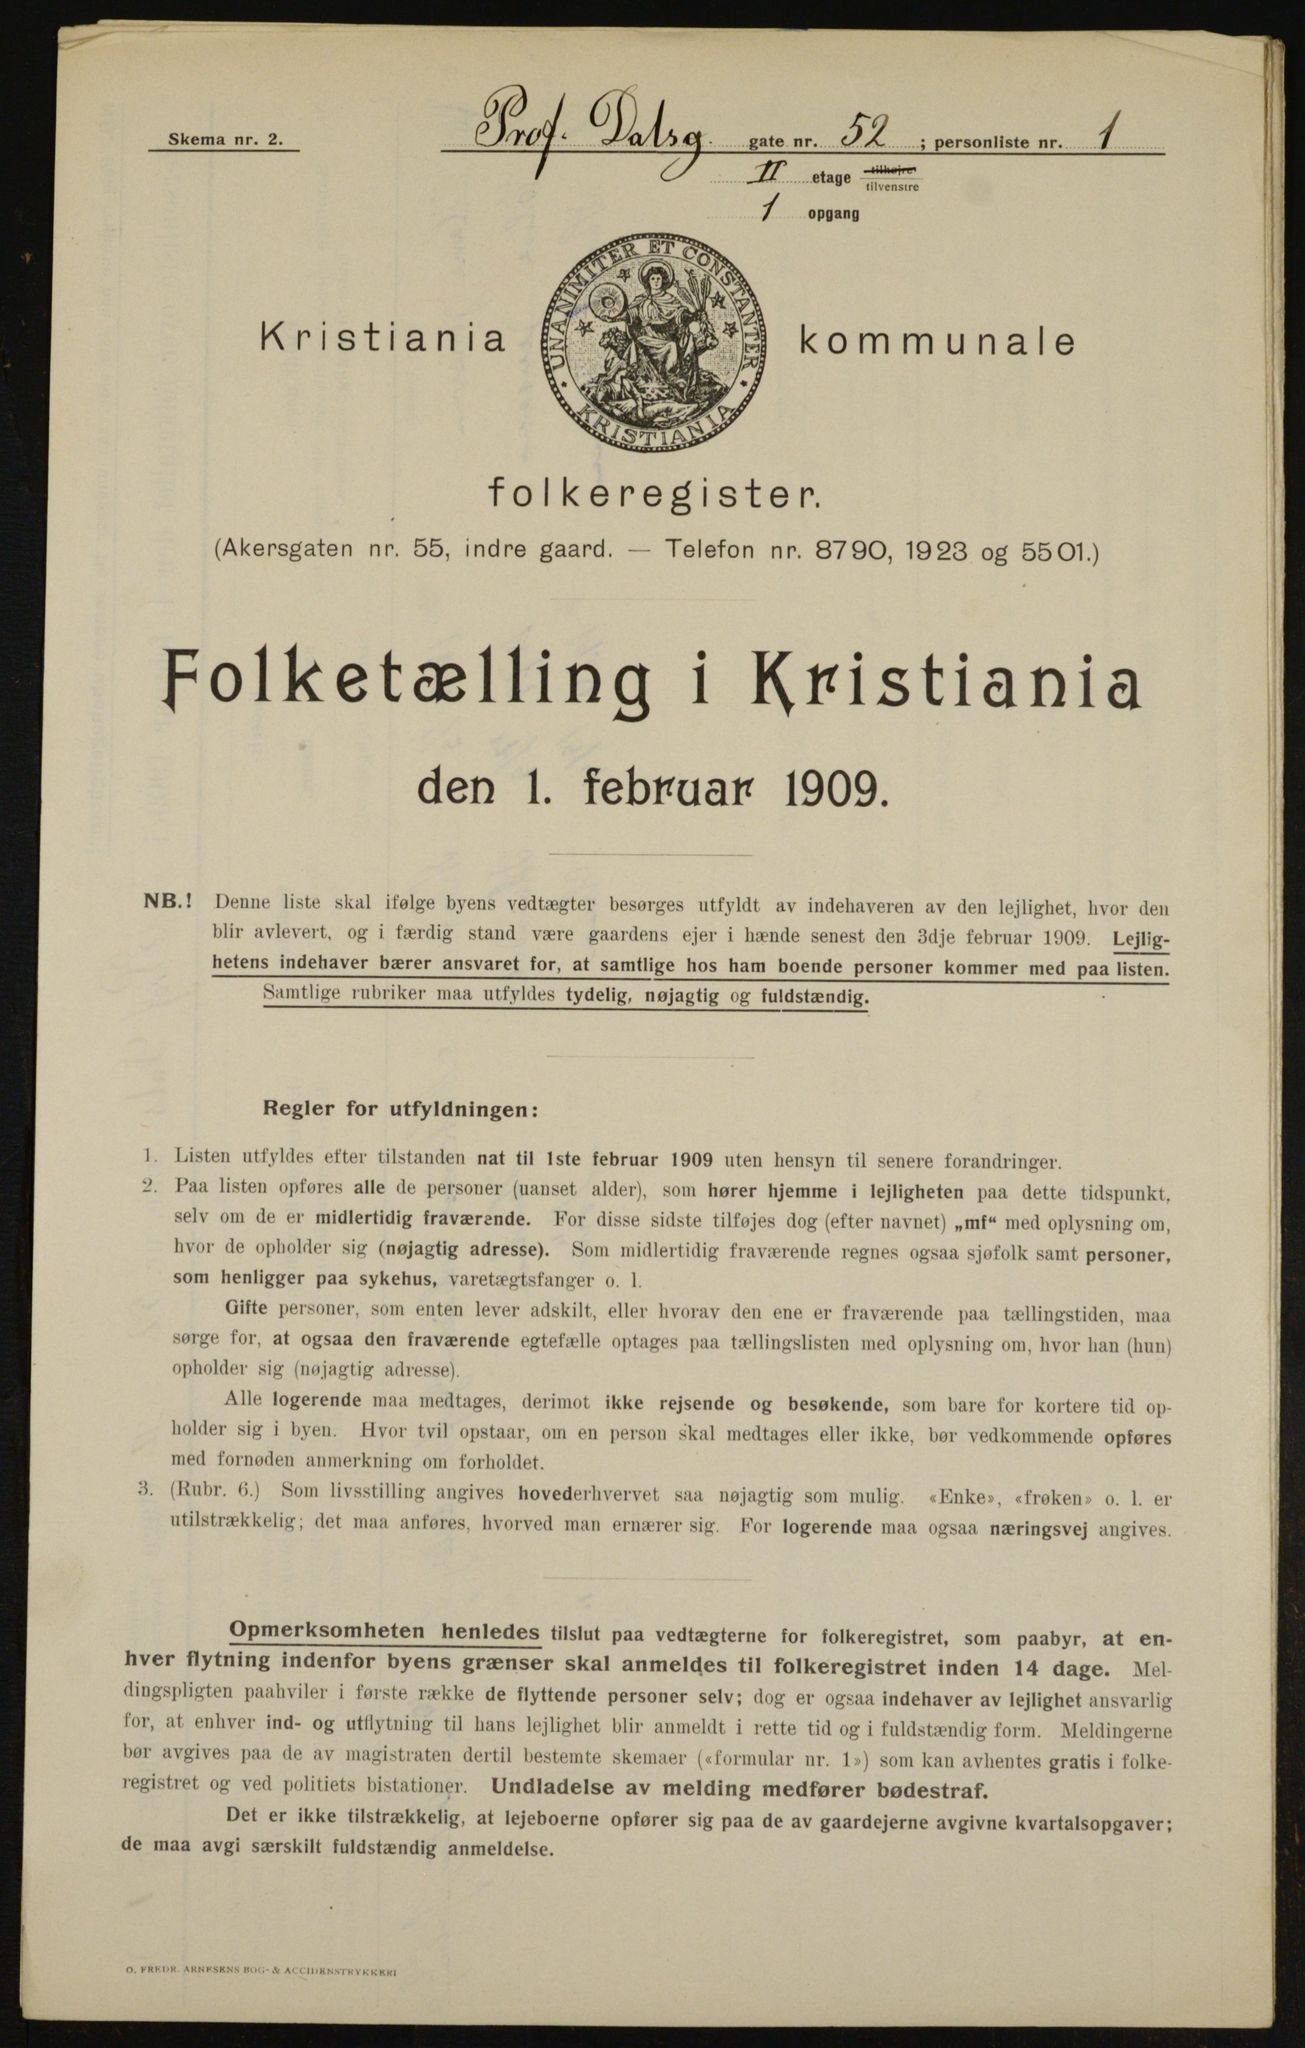 Skema nr. 2.
Prof. Dalsg. gate nr. 52 ; personliste nr. 1
II etage tilhøjre
tilvenstre
1 opgang
UNANIMITER ET CONSTANTER
KRISTIANIA
Kristiania kommunale
folkeregister.
(Akersgaten nr. 55, indre gaard. — Telefon nr. 8790, 1923 og 5501.)
Folketælling i Kristiania
den 1. februar 1909.
NB.! Denne liste skal ifølge byens vedtægter besørges utfyldt av indehaveren av den lejlighet, hvor den
blir avlevert, og i færdig stand være gaardens ejer i hænde senest den 3dje februar 1909. Lejlig-
hetens indehaver bærer ansvaret for, at samtlige hos ham boende personer kommer med paa listen.
Samtlige rubriker maa utfyldes tydelig, nøjagtig og fuldstændig.
Regler for utfyldningen:
1. Listen utfyldes efter tilstanden nat til 1ste februar 1909 uten hensyn til senere forandringer.
2. Paa listen opføres alle de personer (uanset alder), som hører hjemme i lejligheten paa dette tidspunkt,
selv om de er midlertidig fraværende. For disse sidste tilføjes dog (efter navnet) „mf“ med oplysning om,
hvor de opholder sig (nøjagtig adresse). Som midlertidig fraværende regnes ogsaa sjøfolk samt personer,
som henligger paa sykehus, varetægtsfanger o. l.
Gifte personer, som enten lever adskilt, eller hvorav den ene er fraværende paa tællingstiden, maa
sørge for, at ogsaa den fraværende egtefælle optages paa tællingslisten med oplysning om, hvor han (hun)
opholder sig (nøjagtig adresse).
Alle logerende maa medtages, derimot ikke rejsende og besøkende, som bare for kortere tid op-
holder sig i byen. Hvor tvil opstaar, om en person skal medtages eller ikke, bør vedkommende opføres
med fornøden anmerkning om forholdet.
3. (Rubr. 6.) Som livsstilling angives hovederhvervet saa nøjagtig som mulig. «Enke», «frøken» o. l. er
utilstrækkelig; det maa anføres, hvorved man ernærer sig. For logerende maa ogsaa næringsvej angives.
Opmerksomheten henledes tilslut paa vedtægterne for folkeregistret, som paabyr, at en-
hver flytning indenfor byens grænser skal anmeldes til folkeregistret inden 14 dage. Mel-
dingspligten paahviler i første række de flyttende personer selv; dog er ogsaa indehaver av lejlighet ansvarlig
for, at enhver ind- og utflytning til hans lejlighet blir anmeldt i rette tid og i fuldstændig form. Meldingerne
bør avgives paa de av magistraten dertil bestemte skemaer («formular nr. 1») som kan avhentes gratis i folke-
registret og ved politiets bistationer. Undladelse av melding medfører bødestraf.
Det er ikke tilstrækkelig, at lejeboerne opfører sig paa de av gaardejerne avgivne kvartalsopgaver;
de maa avgi særskilt fuldstændig anmeldelse.
O. FREDR. ARNESENS BOG- & ACCIDENSTRYKKERI